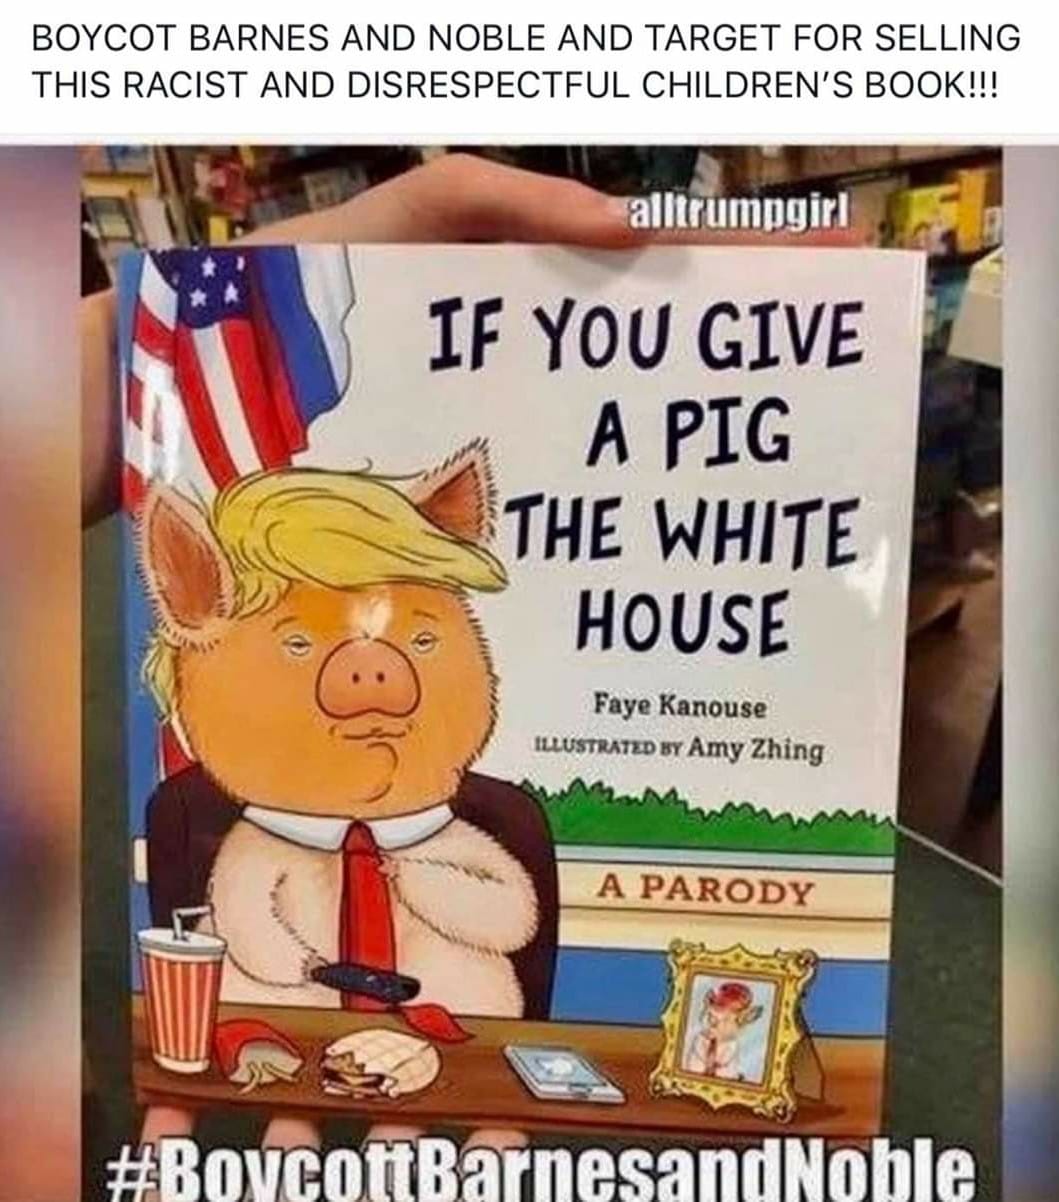 BOYCOT BARNES AND NOBLE AND TARGET FOR SELLING
THIS RACIST AND DISRESPECTFUL CHILDREN'S BOOK!!!
alltrumpgirl
IF YOU GIVE
A PIG
THE WHITE
HOUSE
Faye Kanouse
ILLUSTRATED BY Amy Zhing
A PARODY
#BoycottBarnesandNoble